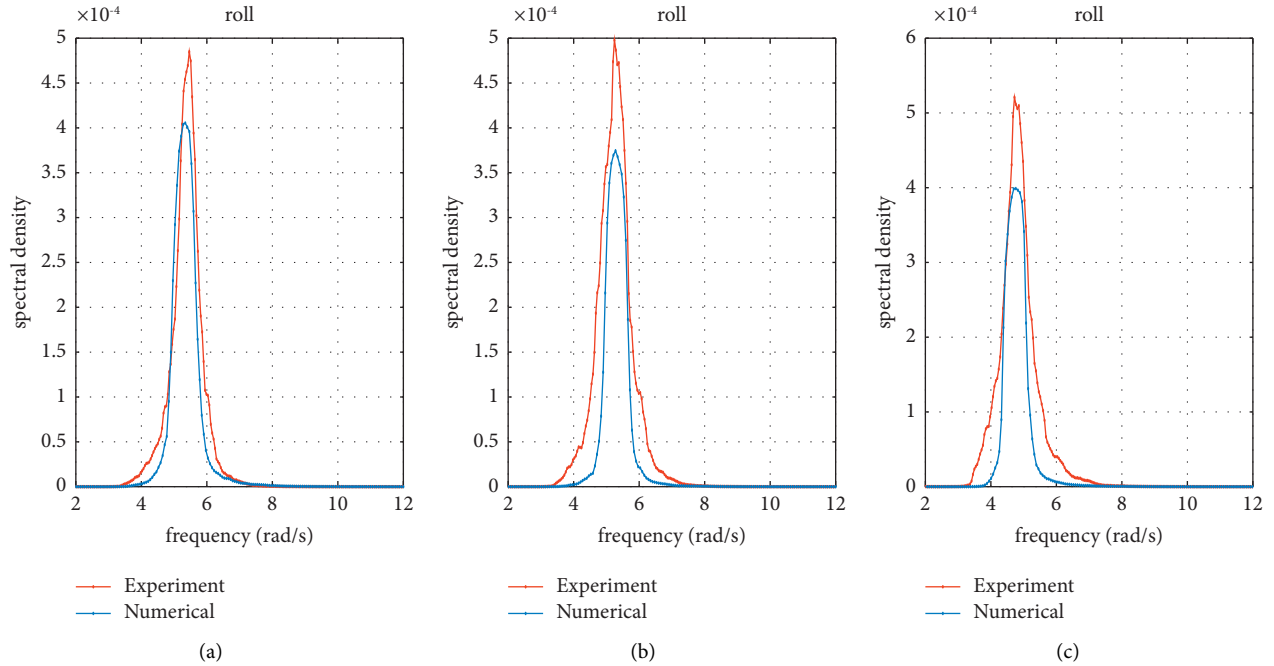 ×10-4
roll
5
4.5
4
3.5
3
2.5
2
1.5
1
0.5
0
spectral density
2 4 6 8 10 12
frequency (rad/s)
Experiment
Numerical
(a)
×10-4
roll
5
4.5
4
3.5
3
2.5
2
1.5
1
0.5
0
spectral density
2 4 6 8 10 12
frequency (rad/s)
Experiment
Numerical
(b)
×10-4
roll
6
5
4
3
2
1
0
spectral density
2 4 6 8 10 12
frequency (rad/s)
Experiment
Numerical
(c)